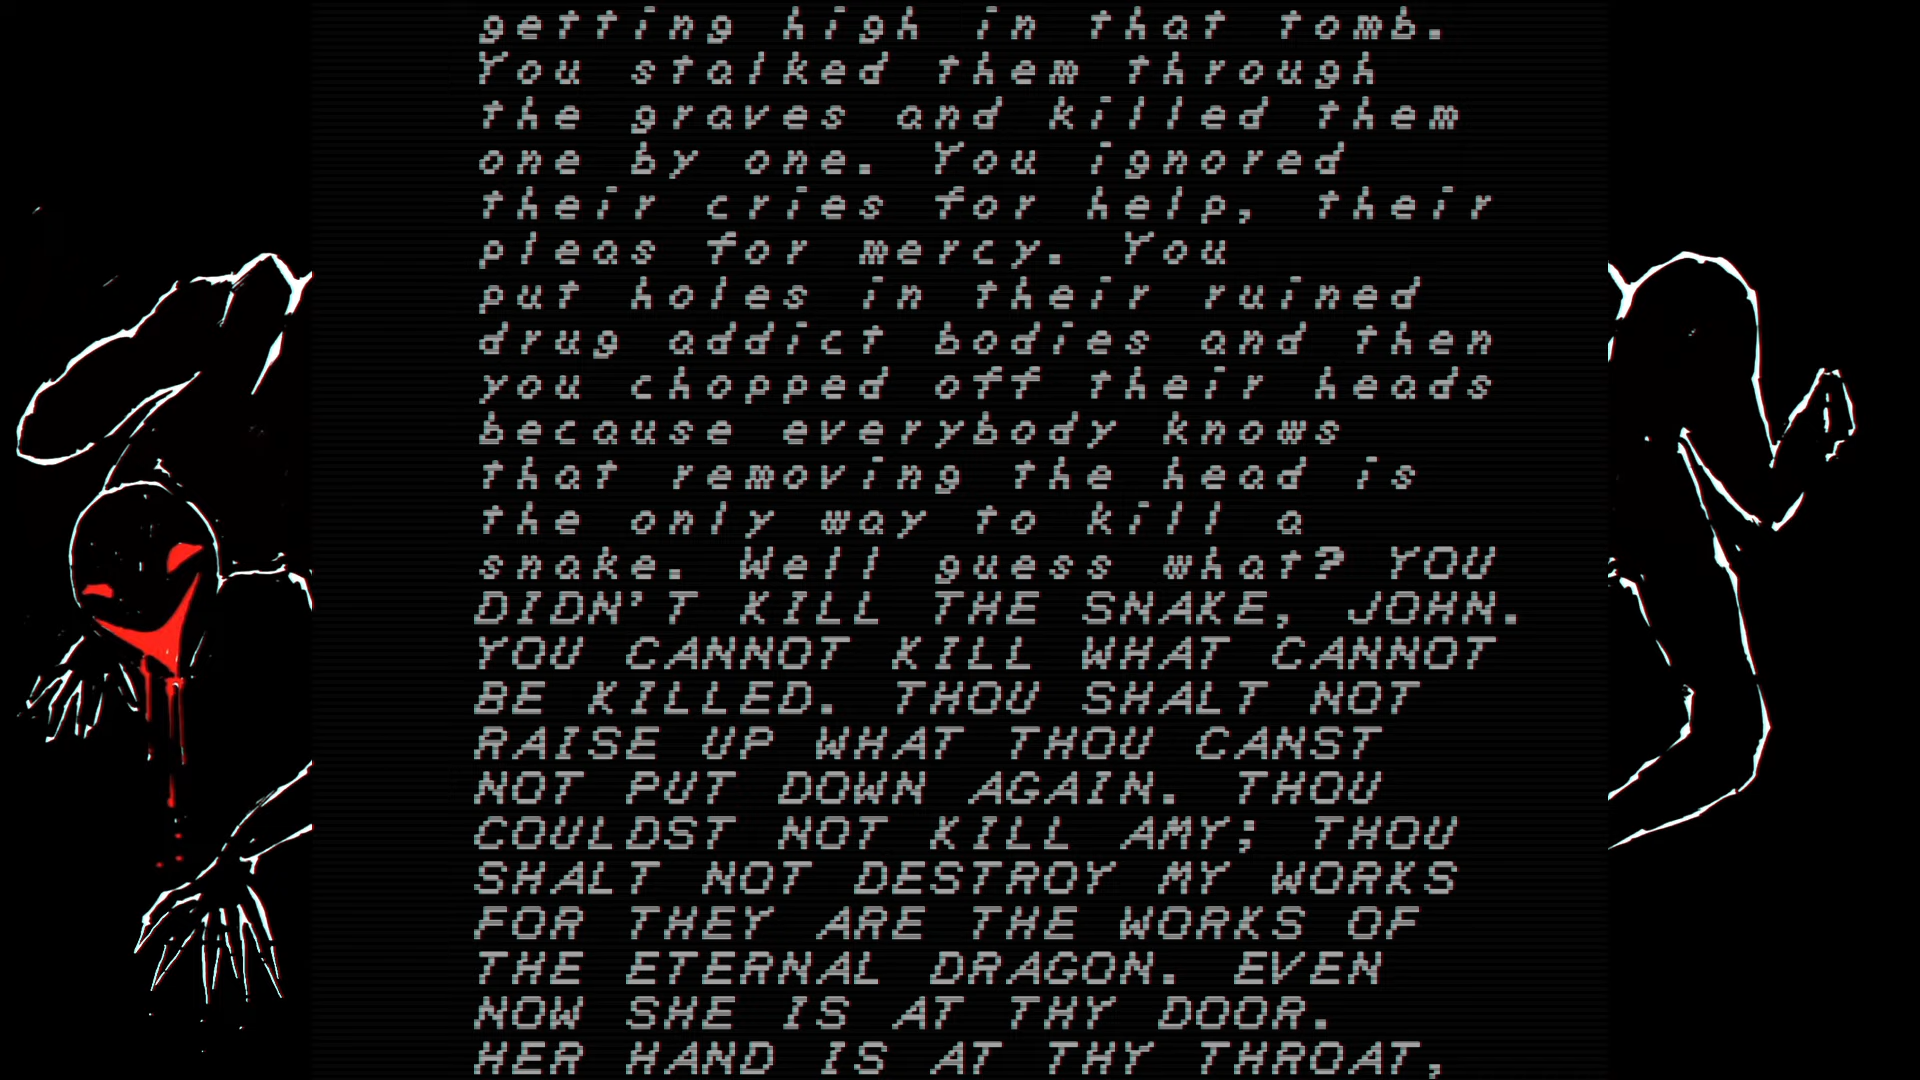 getting high in that tomb.
You stalked them through
the graves and killed them
one by one. You ignored
their cries for help, their
pleas for mercy. You
put holes in their ruined
drug addict bodies and then
you chopped off their heads
because everybody knows
that removing the head is
the only way to kill a
snake. Well guess what? YOU
DIDN'T KILL THE SNAKE, JOHN.
YOU CANNOT KILL WHAT CANNOT
BE KILLED. THOU SHALT NOT
RAISE UP WHAT THOU CANST
NOT PUT DOWN AGAIN. THOU
COULDST NOT KILL AMY; THOU
SHALT NOT DESTROY MY WORKS
FOR THEY ARE THE WORKS OF
THE ETERNAL DRAGON. EVEN
NOW SHE IS AT THY DOOR.
HER HAND IS AT THY THROAT,